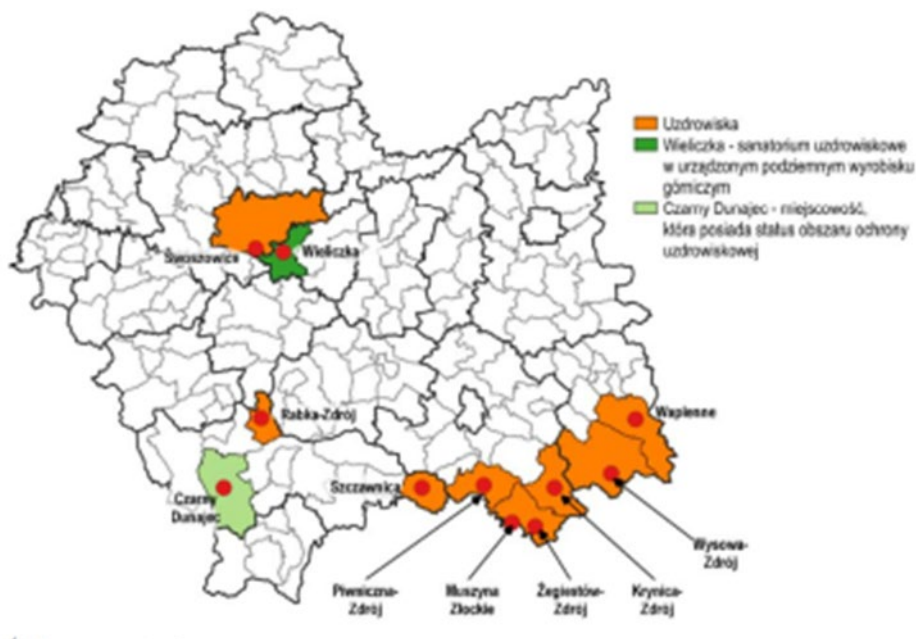 Uzdrowiska
Wieliczka - sanatorium uzdrowiskowe
w urządzonym podziemnym wyrobisku
górniczym
Czarny Dunajec - miejscowość,
która posiada status obszaru ochrony
uzdrowiskowej
Swoszowice
Wieliczka
Rabka-Zdrój
Wapienne
Szczawnica
Czarny
Dunajec
Wysowa-
Zdrój
Piwniczna-
Zdrój
Muszyna
Złockie
Żegiestów-
Zdrój
Krynica-
Zdrój